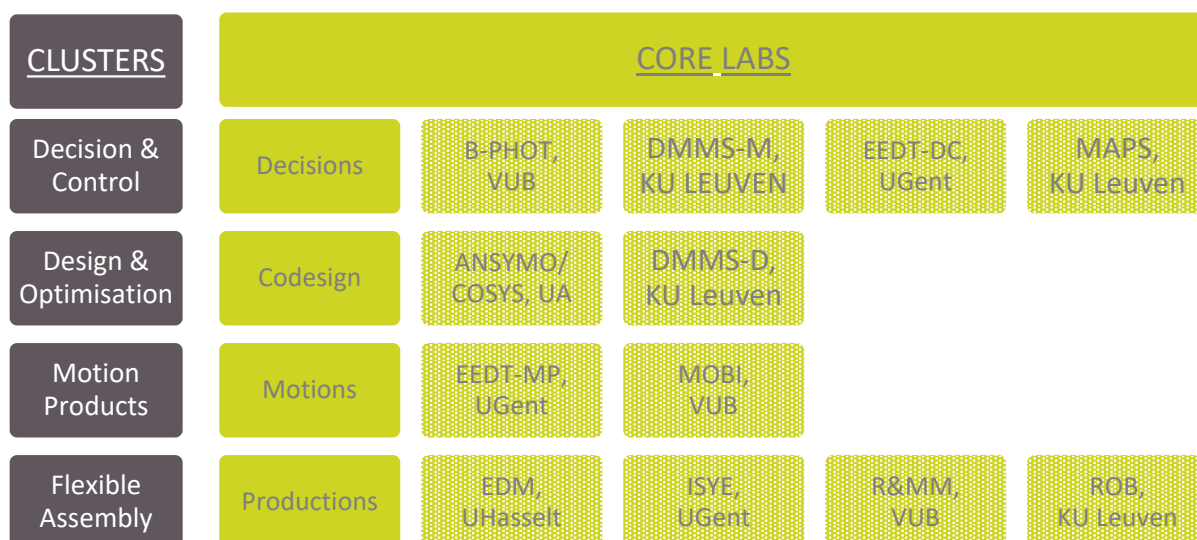 CLUSTERS
CORE LABS
Decision &
Control
Decisions
B-PHOT,
VUB
DMMS-M,
KU LEUVEN
EEDT-DC,
UGent
MAPS,
KU Leuven
Design &
Optimisation
Codesign
ANSYMO/
COSYS, UA
DMMS-D,
KU Leuven
Motion
Products
Motions
EEDT-MP,
UGent
MOBI,
VUB
Flexible
Assembly
Productions
EDM,
UHasselt
ISYE,
UGent
R&MM,
VUB
ROB,
KU Leuven